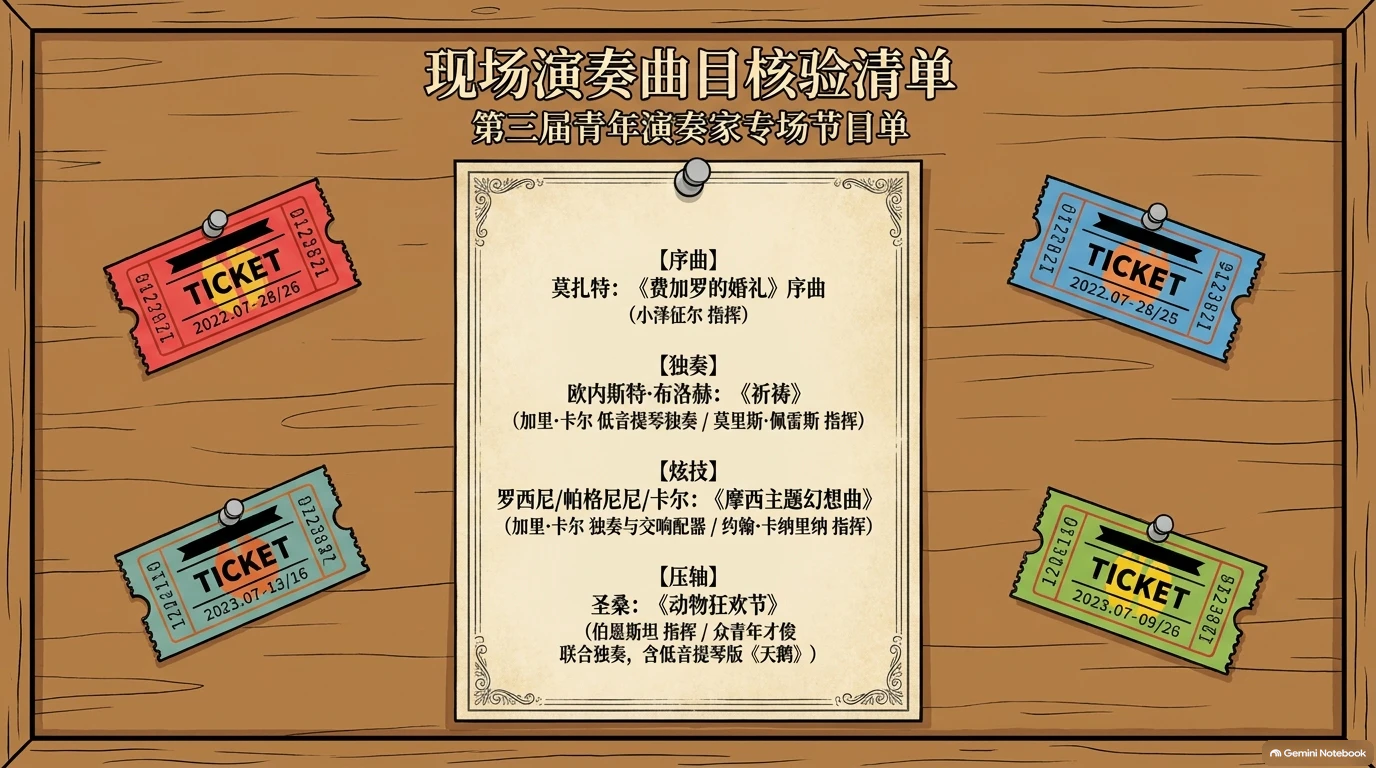 现场演奏曲目核验清单
第三届青年演奏家专场节目单
【序曲】
莫扎特：《费加罗的婚礼》序曲
（小泽征尔 指挥）
【独奏】
欧内斯特·布洛赫：《祈祷》
（加里·卡尔 低音提琴独奏 / 莫里斯·佩雷斯 指挥）
【炫技】
罗西尼/帕格尼尼/卡尔：《摩西主题幻想曲》
（加里·卡尔 独奏与交响配器 / 约翰·卡纳里纳 指挥）
【压轴】
圣桑：《动物狂欢节》
（伯恩斯坦 指挥 / 众青年才俊
联合独奏，含低音提琴版《天鹅》）
TICKET
2022.07-28/26
TICKET
2022.07-28/25
TICKET
2023.07-13/16
TICKET
2023.07-09/26
Gemini Notebook